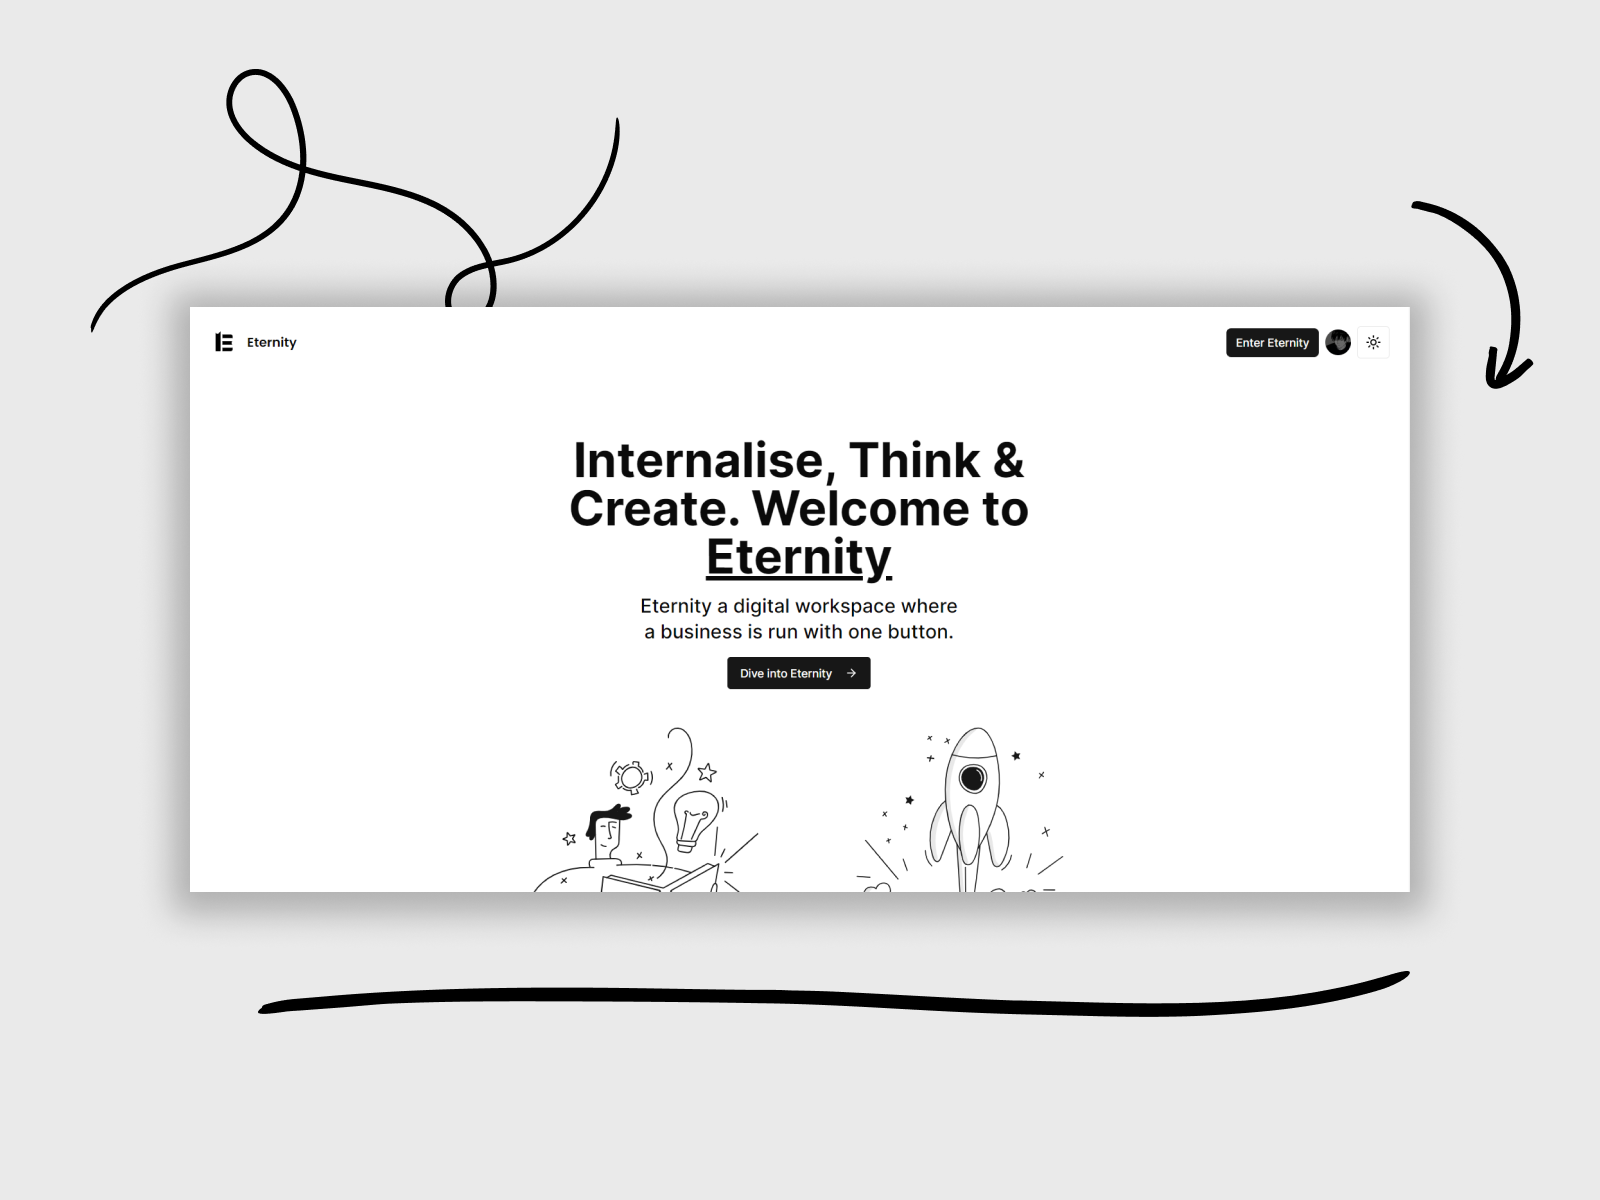 Eternity
Enter Eternity
Internalise, Think &
Create. Welcome to
Eternity
Eternity a digital workspace where
a business is run with one button.
Dive into Eternity